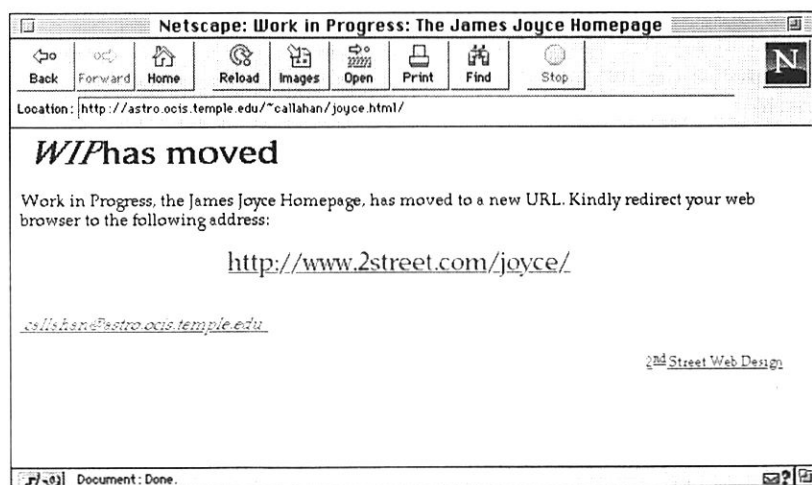 Netscape: Work in Progress: The James Joyce Homepage
Back Forward Home Reload Images Open Print Find Stop
N
Location: http://astro.ocis.temple.edu/~callahan/joyce.html/
WIPhas moved
Work in Progress, the James Joyce Homepage, has moved to a new URL. Kindly redirect your web
browser to the following address:
http://www.2street.com/joyce/
callahan@astro.ocis.temple.edu
2nd Street Web Design
Document: Done.
?